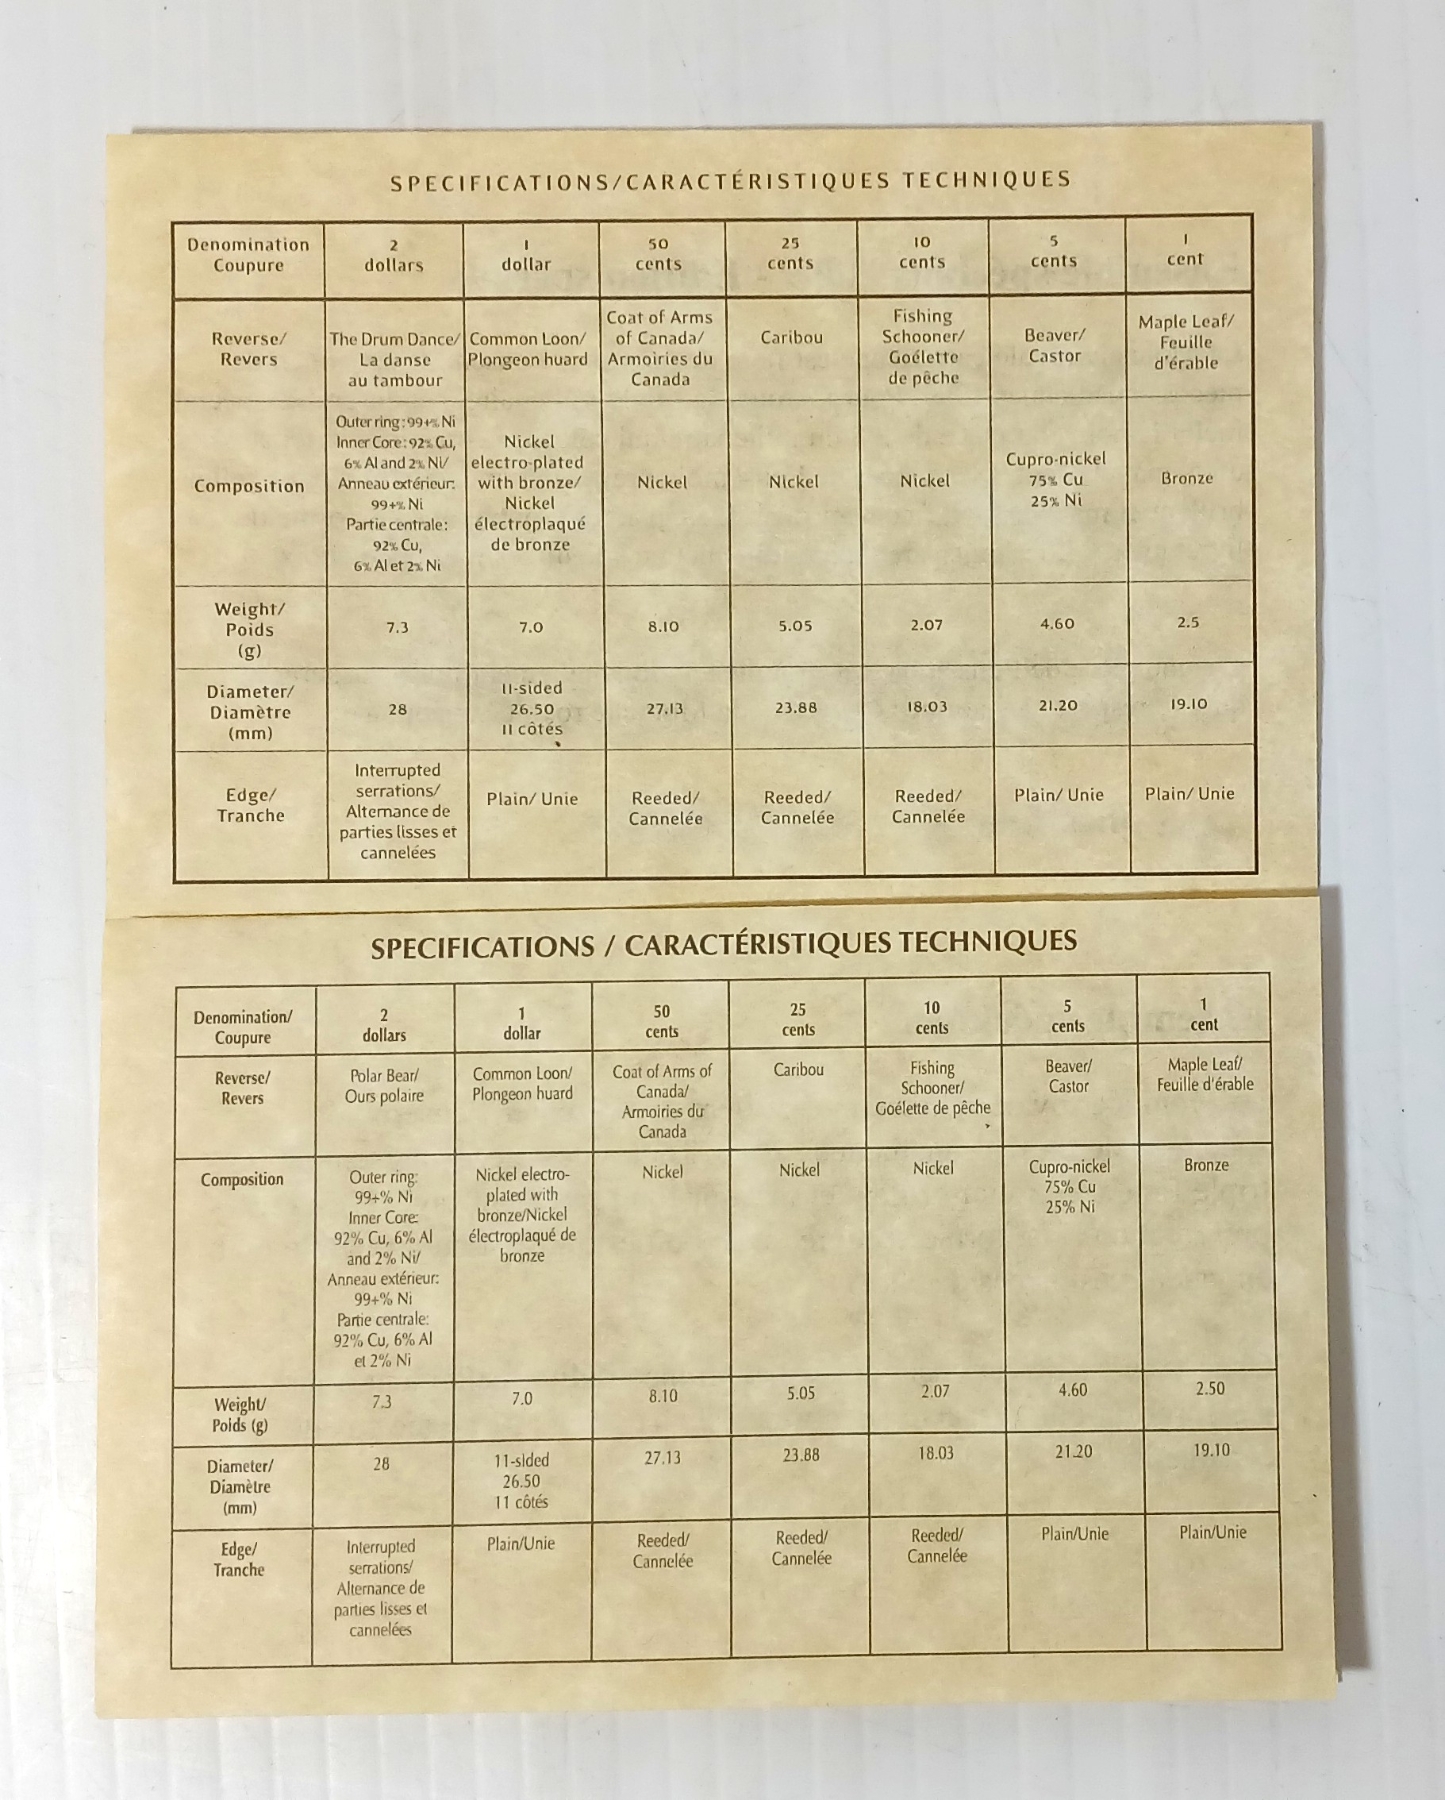 SPECIFICATIONS/CARACTÉRISTIQUES TECHNIQUES
Denomination
Coupure
2
dollars
1
dollar
50
cents
25
cents
10
cents
5
cents
1
cent
Reverse/
Revers
The Drum Dance/
La danse
au tambour
Common Loon/
Plongeon huard
Coat of Arms
of Canada/
Armoiries du
Canada
Caribou
Fishing
Schooner/
Goélette
de pêche
Beaver/
Castor
Maple Leaf/
Feuille
d'érable
Composition
Outer ring: 99+% Ni
Inner Core: 92% Cu,
6% Al and 2% Ni/
Anneau extérieur:
99+% Ni
Partie centrale:
92% Cu,
6% Al et 2% Ni
Nickel
electro-plated
with bronze/
Nickel
électroplaqué
de bronze
Nickel
Nickel
Nickel
Cupro-nickel
75% Cu
25% Ni
Bronze
Weight/
Poids
(g)
7.3
7.0
8.10
5.05
2.07
4.60
2.5
Diameter/
Diamètre
(mm)
28
11-sided
26.50
11 côtés
27.13
23.88
18.03
21.20
19.10
Edge/
Tranche
Interrupted
serrations/
Alternance de
parties lisses et
cannelées
Plain/ Unie
Reeded/
Cannelée
Reeded/
Cannelée
Reeded/
Cannelée
Plain/ Unie
Plain/ Unie
SPECIFICATIONS / CARACTÉRISTIQUES TECHNIQUES
Denomination/
Coupure
2
dollars
1
dollar
50
cents
25
cents
10
cents
5
cents
1
cent
Reverse/
Revers
Polar Bear/
Ours polaire
Common Loon/
Plongeon huard
Coat of Arms of
Canada/
Armoiries du
Canada
Caribou
Fishing
Schooner/
Goélette de pêche
Beaver/
Castor
Maple Leaf/
Feuille d'érable
Composition
Outer ring:
99+% Ni
Inner Core:
92% Cu, 6% Al
and 2% Ni/
Anneau extérieur:
99+% Ni
Partie centrale:
92% Cu, 6% Al
et 2% Ni
Nickel electro-
plated with
bronze/Nickel
électroplaqué de
bronze
Nickel
Nickel
Nickel
Cupro-nickel
75% Cu
25% Ni
Bronze
Weight/
Poids (g)
7.3
7.0
8.10
5.05
2.07
4.60
2.50
Diameter/
Diamètre
(mm)
28
11-sided
26.50
11 côtés
27.13
23.88
18.03
21.20
19.10
Edge/
Tranche
Interrupted
serrations/
Alternance de
parties lisses et
cannelées
Plain/Unie
Reeded/
Cannelée
Reeded/
Cannelée
Reeded/
Cannelée
Plain/Unie
Plain/Unie